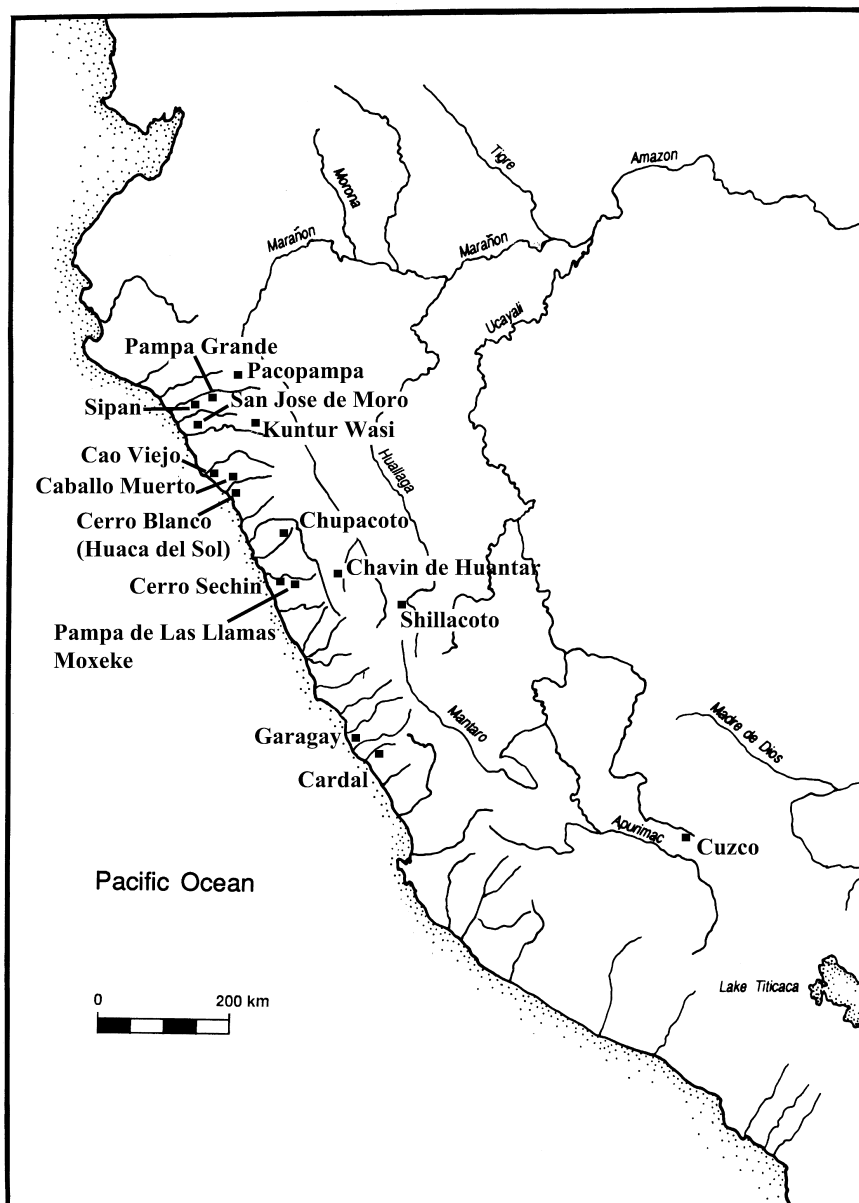 Morona
Tigre
Amazon
Marañon
Marañon
Ucayali
Pampa Grande
Pacopampa
Sipan
San Jose de Moro
Kuntur Wasi
Cao Viejo
Hualiaga
Caballo Muerto
Cerro Blanco
(Huaca del Sol)
Chupacoto
Chavin de Huantar
Cerro Sechin
Shillacoto
Pampa de Las Llamas
Moxeke
Mantaro
Madre de Dios
Garagay
Cardal
Apurimac
Cuzco
Pacific Ocean
Lake Titicaca
0 200 km